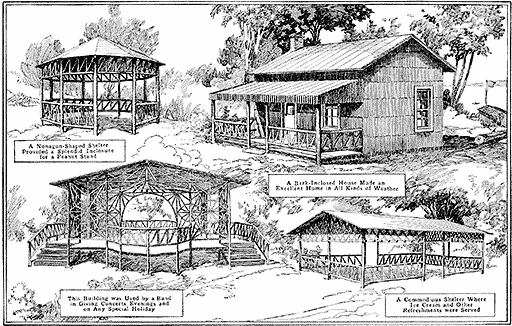 A Nonagon-Shaped Shelter
Provided a Splendid Inclosure
for a Peanut Stand
A Bark-Inclosed House Made an
Excellent Home in All Kinds of Weather
This Building was Used by a Band
in Giving Concerts Evenings and
on Any Special Holiday
A Commodious Shelter Where
Ice Cream and Other
Refreshments were Served